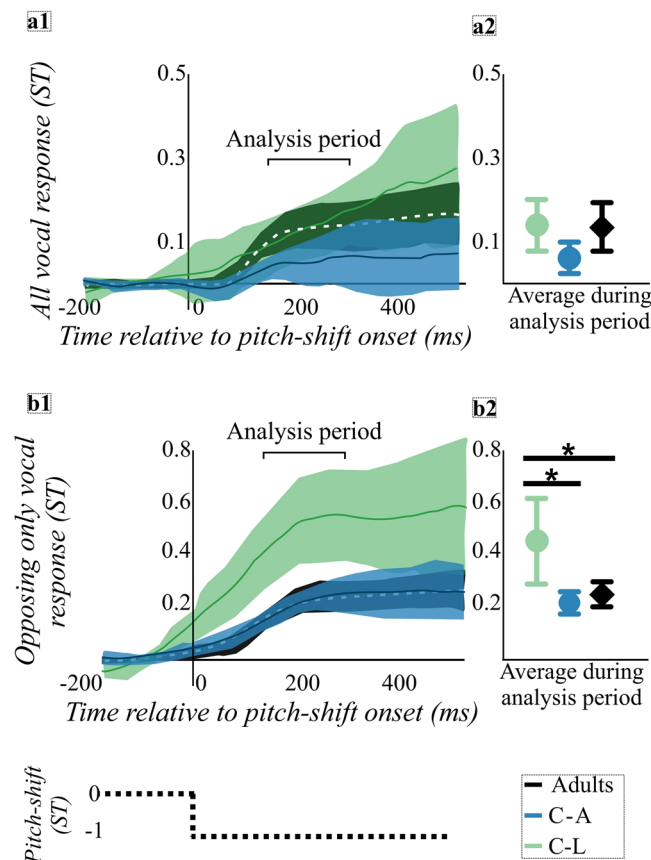 a1
a2
All vocal response (ST)
0.5
0.3
0.1
Analysis period
-200
0
200
400
Time relative to pitch-shift onset (ms)
0.5
0.3
0.1
Average during
analysis period
b1
b2
Opposing only vocal
response (ST)
0.8
0.6
0.4
0.2
Analysis period
-200
0
200
400
Time relative to pitch-shift onset (ms)
0.8
0.6
0.4
0.2
*
*
Average during
analysis period
Pitch-shift
(ST)
0
-1
Adults
C-A
C-L